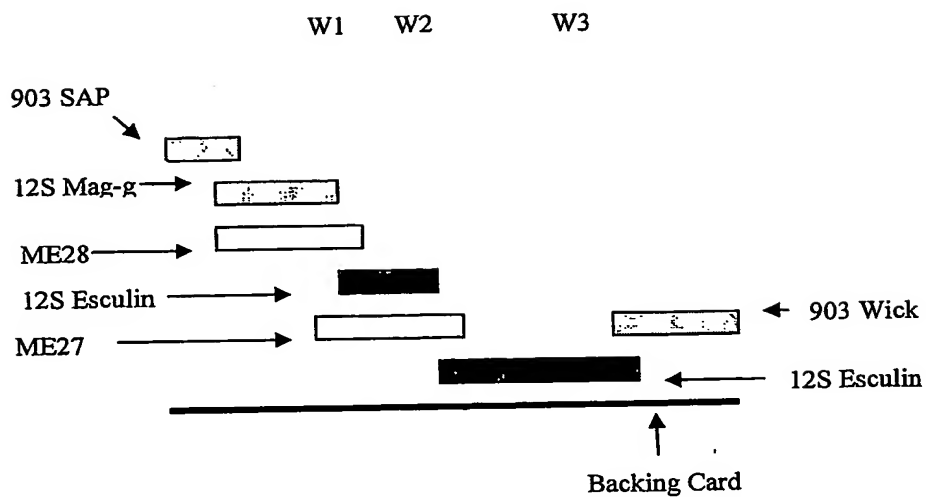 W1 W2 W3
903 SAP
12S Mag-g
ME28
12S Esculin
903 Wick
ME27
12S Esculin
Backing Card